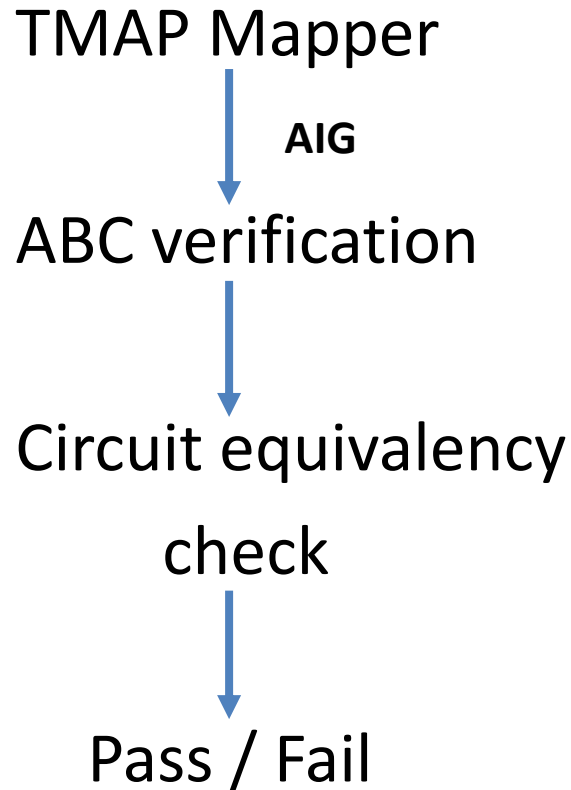 TMAP Mapper
AIG
ABC verification
Circuit equivalency
check
Pass / Fail